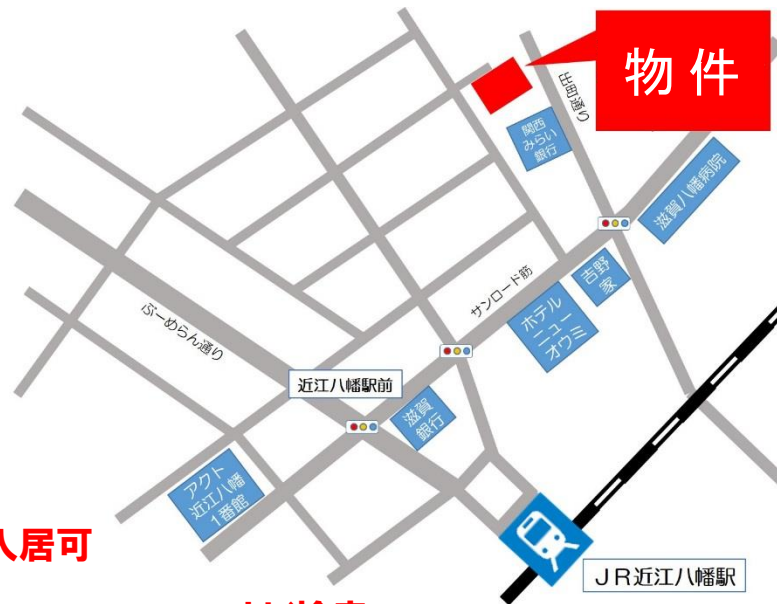 物件
出町通り
関西
みらい
銀行
滋賀八幡病院
吉野
家
サンロード筋
ホテル
ニュー
オウミ
ぶーめらん通り
近江八幡駅前
滋賀
銀行
アクト
近江八幡
1番館
入居可
JR近江八幡駅